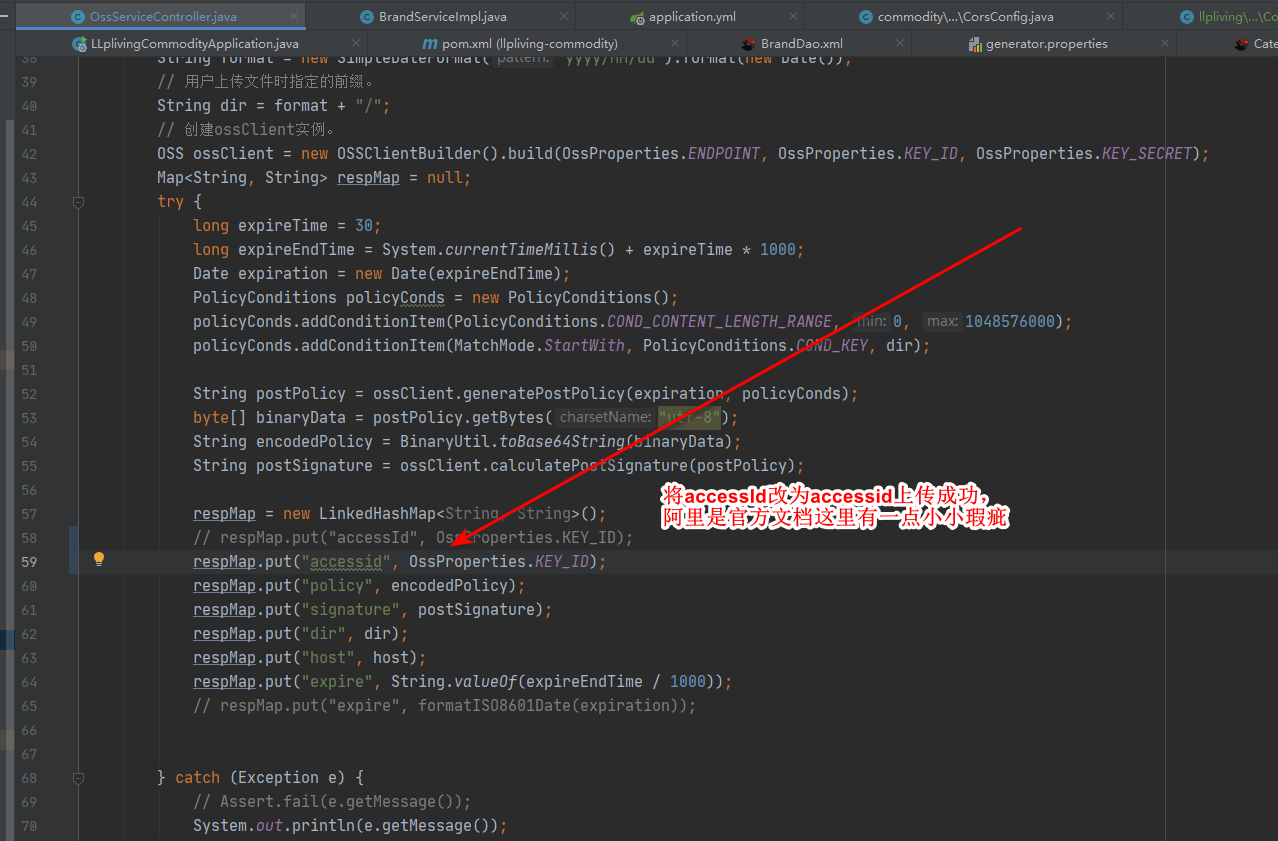 OssServiceController.java
BrandServiceImpl.java
application.yml
commodity\...\CorsConfig.java
llpliving\...\Co
LLplivingCommodityApplication.java
pom.xml (llpliving-commodity)
BrandDao.xml
generator.properties
Cate
38 String format = new SimpleDateFormat( pattern: "yyyy/MM/dd").format(new Date());
39 // 用户上传文件时指定的前缀。
40 String dir = format + "/";
41 // 创建ossClient实例。
42 OSS ossClient = new OSSClientBuilder().build(OssProperties.ENDPOINT, OssProperties.KEY_ID, OssProperties.KEY_SECRET);
43 Map<String, String> respMap = null;
44 try {
45 long expireTime = 30;
46 long expireEndTime = System.currentTimeMillis() + expireTime * 1000;
47 Date expiration = new Date(expireEndTime);
48 PolicyConditions policyConds = new PolicyConditions();
49 policyConds.addConditionItem(PolicyConditions.COND_CONTENT_LENGTH_RANGE, min: 0, max: 1048576000);
50 policyConds.addConditionItem(MatchMode.StartWith, PolicyConditions.COND_KEY, dir);
51
52 String postPolicy = ossClient.generatePostPolicy(expiration, policyConds);
53 byte[] binaryData = postPolicy.getBytes( charsetName: "utf-8");
54 String encodedPolicy = BinaryUtil.toBase64String(binaryData);
55 String postSignature = ossClient.calculatePostSignature(postPolicy);
56
将accessId改为accessid上传成功，
阿里是官方文档这里有一点小小瑕疵
57 respMap = new LinkedHashMap<String, String>();
58 // respMap.put("accessId", OssProperties.KEY_ID);
59 respMap.put("accessid", OssProperties.KEY_ID);
60 respMap.put("policy", encodedPolicy);
61 respMap.put("signature", postSignature);
62 respMap.put("dir", dir);
63 respMap.put("host", host);
64 respMap.put("expire", String.valueOf(expireEndTime / 1000));
65 // respMap.put("expire", formatISO8601Date(expiration));
66
67
68 } catch (Exception e) {
69 // Assert.fail(e.getMessage());
70 System.out.println(e.getMessage());